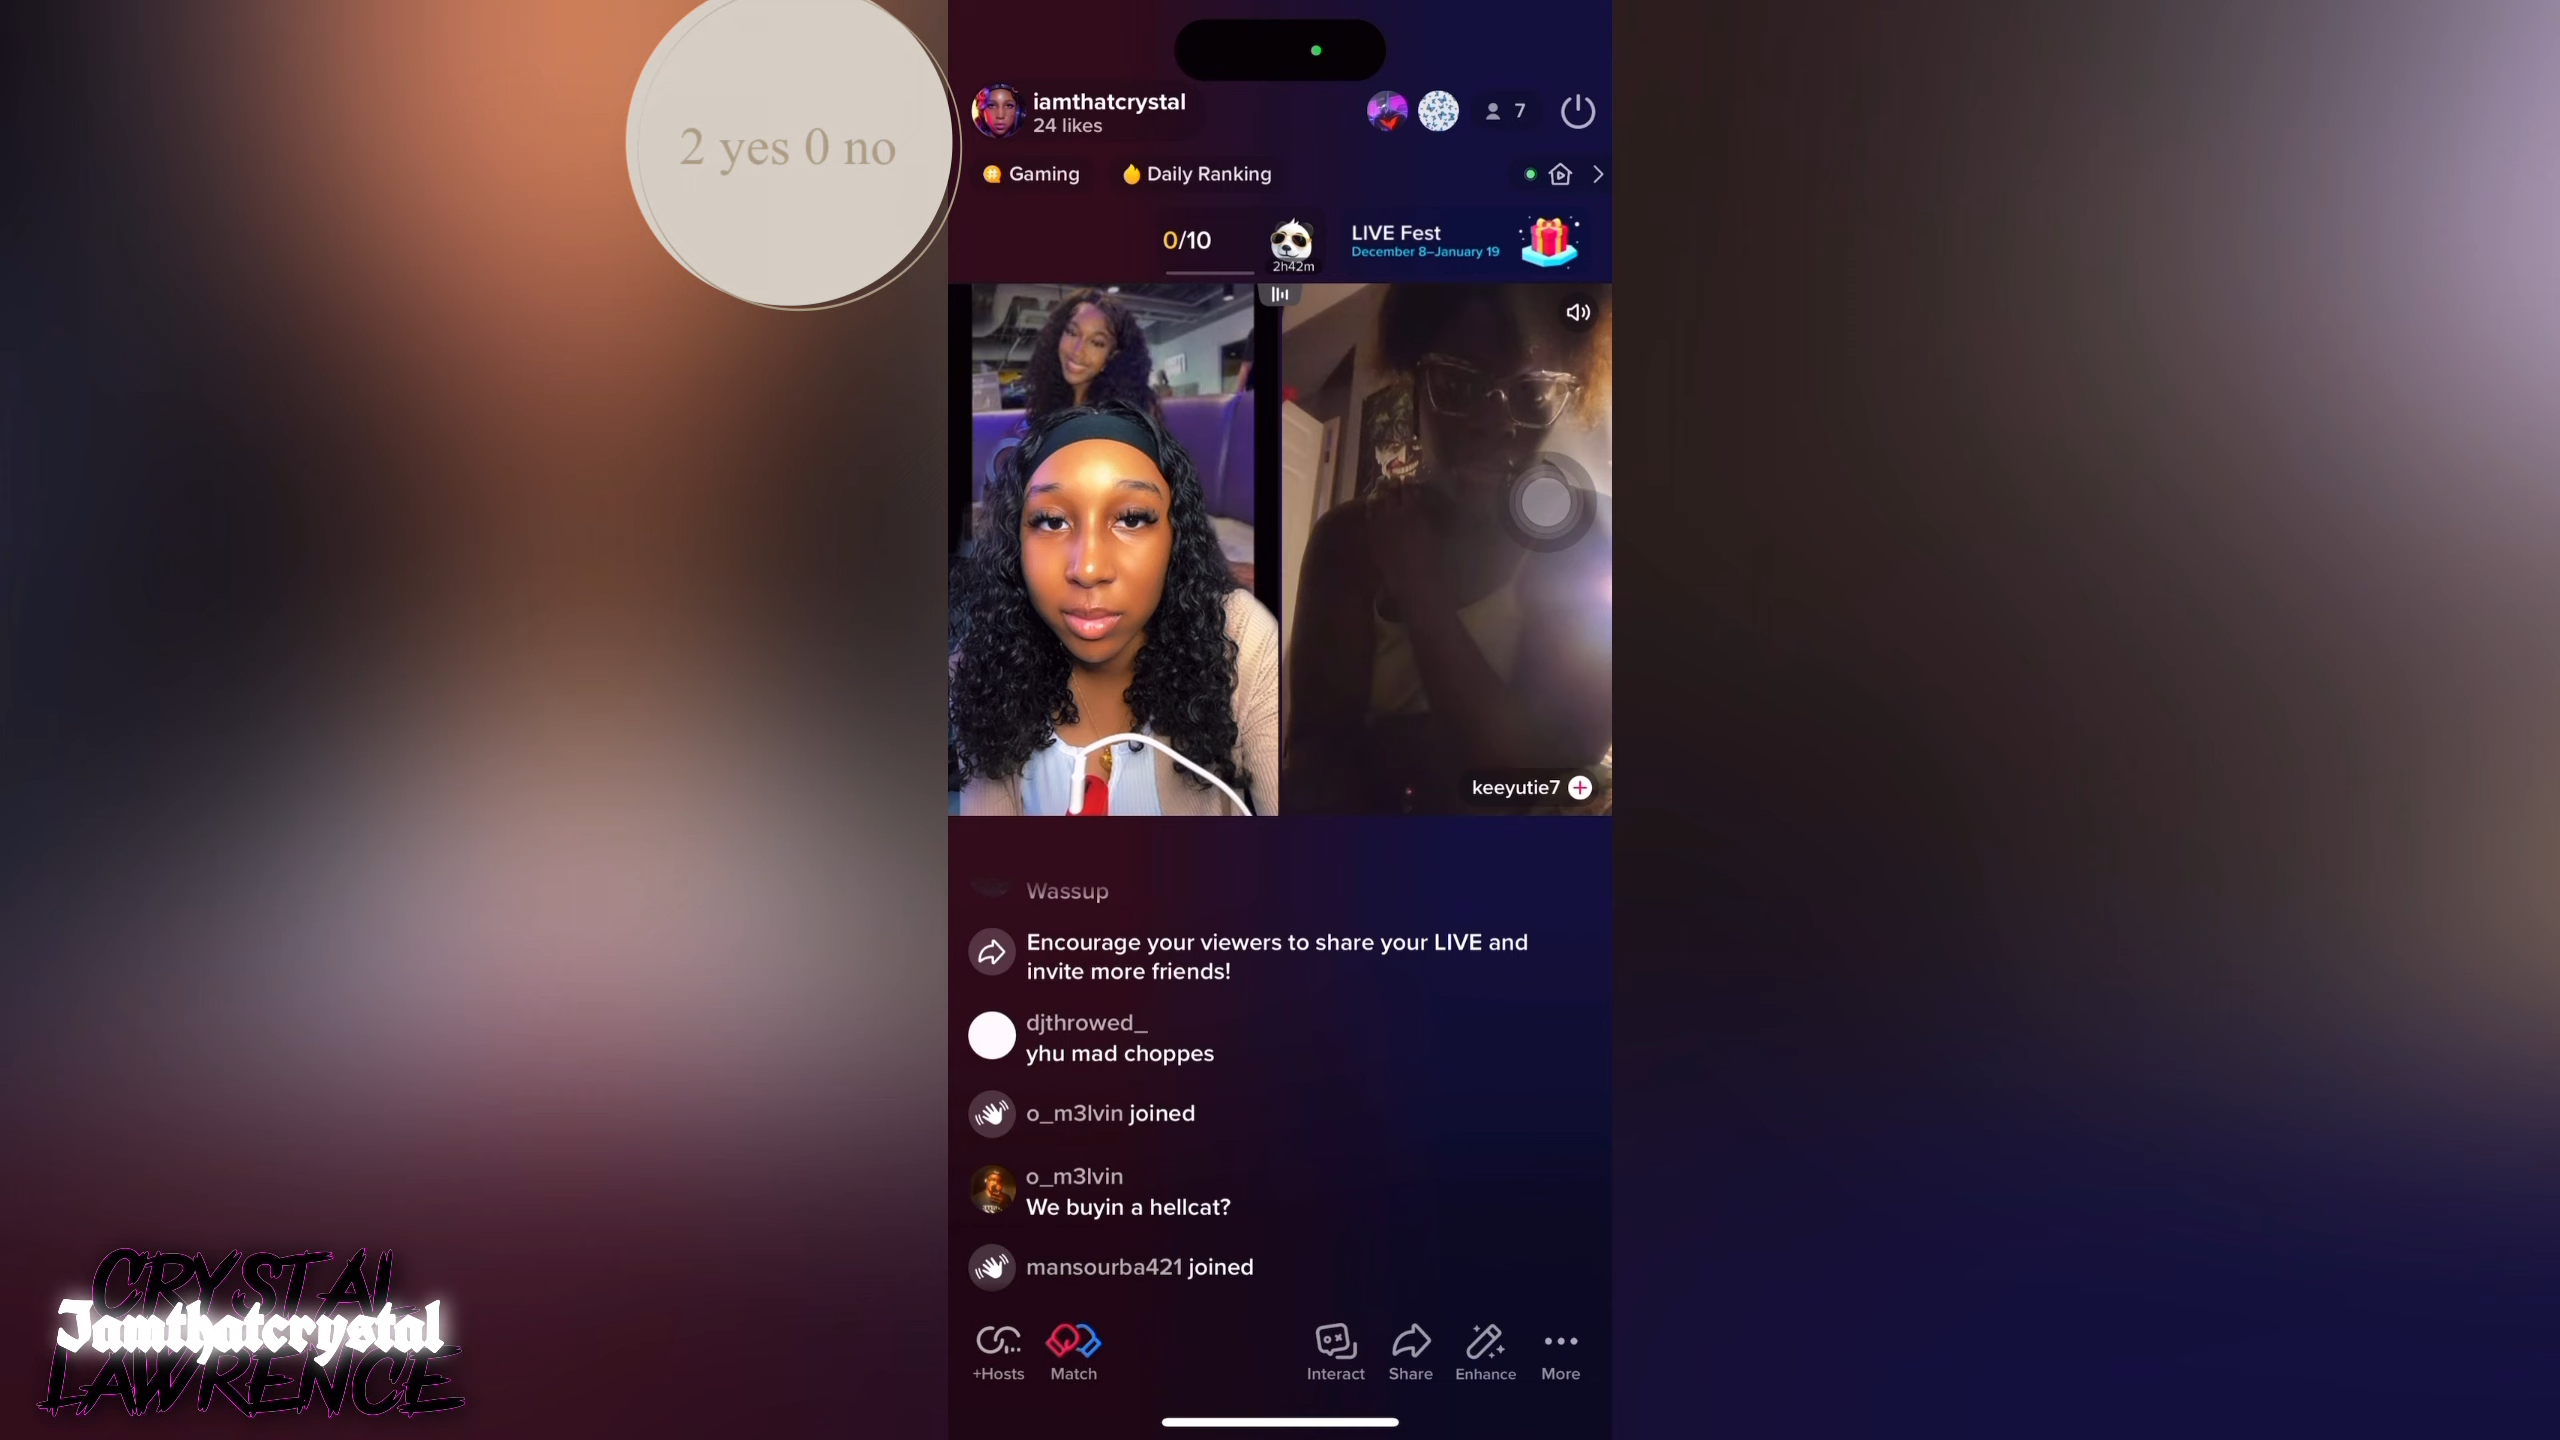 2 yes 0 no
iamthatcrystal
24 likes
7
Gaming
Daily Ranking
0/10
2h42m
LIVE Fest
December 8–January 19
keeyutie7
Wassup
Encourage your viewers to share your LIVE and
invite more friends!
djthrowed_
yhu mad choppes
o_m3lvin joined
o_m3lvin
We buyin a hellcat?
mansourba421 joined
+Hosts
Match
Interact
Share
Enhance
More
CRYSTAL
Iamthatcrystal
LAWRENCE